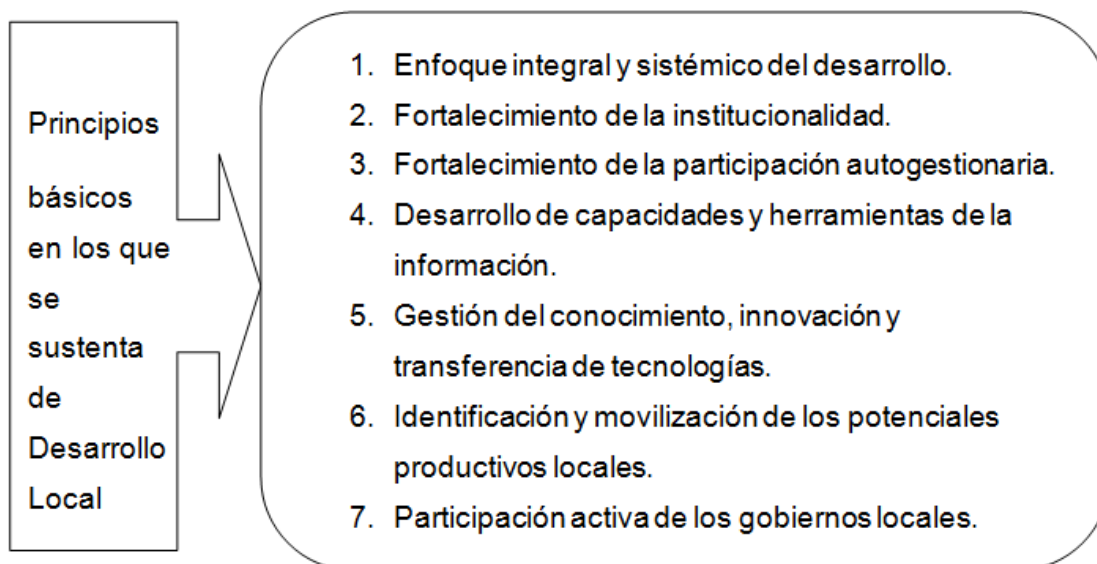 Principios
básicos
en los que
se
sustenta
de
Desarrollo
Local
1. Enfoque integral y sistémico del desarrollo.
2. Fortalecimiento de la institucionalidad.
3. Fortalecimiento de la participación autogestionaria.
4. Desarrollo de capacidades y herramientas de la
información.
5. Gestión del conocimiento, innovación y
transferencia de tecnologías.
6. Identificación y movilización de los potenciales
productivos locales.
7. Participación activa de los gobiernos locales.